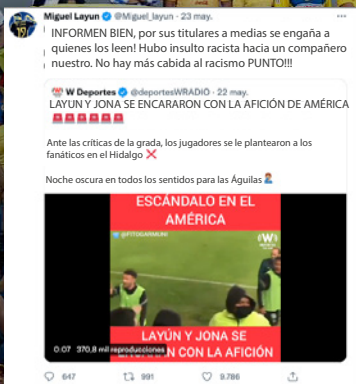 Miguel Layun @Miguel_layun · 23 may.
INFORMEN BIEN, por sus titulares a medias se engaña a
quienes los leen! Hubo insulto racista hacia un compañero
nuestro. No hay más cabida al racismo PUNTO!!!
W Deportes @deportesWRADIO · 22 may.
LAYUN Y JONA SE ENCARARON CON LA AFICIÓN DE AMÉRICA
🚨🚨🚨🚨🚨🚨
Ante las críticas de la grada, los jugadores se le plantearon a los
fanáticos en el Hidalgo ❌
Noche oscura en todos los sentidos para las Águilas 🤦🏻‍♂️
ESCÁNDALO EN EL
AMÉRICA
@FITOGARMUNI
W
LAYÚN Y JONA SE
N CON LA AFICIÓN
0:07 370,8 mil reproducciones
647 991 9.786